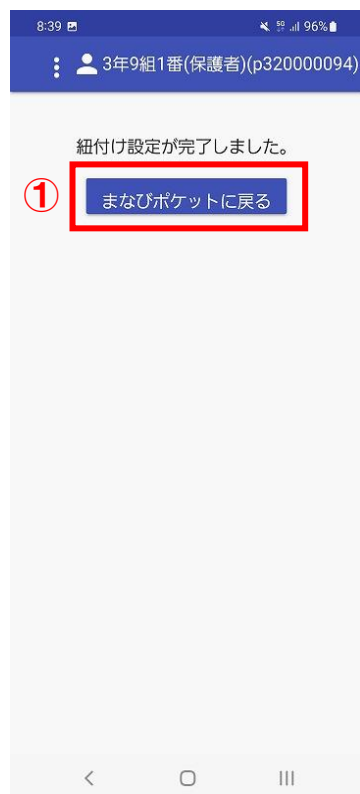 8:39 5G 96%
3年9組1番(保護者)(p320000094)
紐付け設定が完了しました。
① まなびポケットに戻る